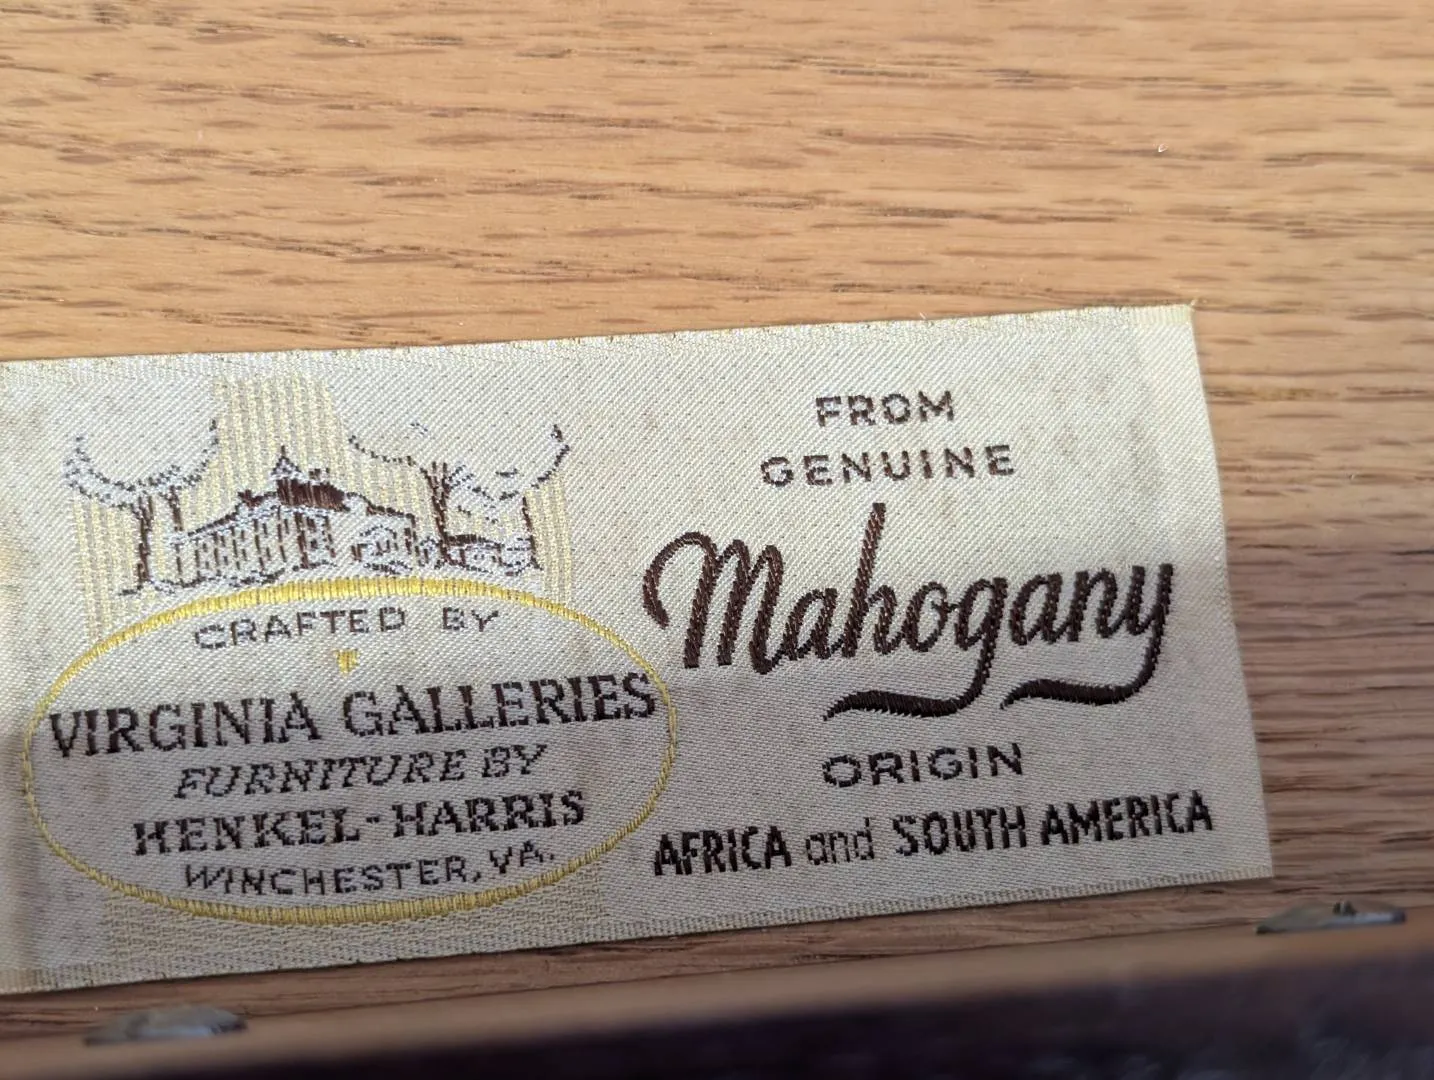 CRAFTED BY
VIRGINIA GALLERIES
FURNITURE BY
HENKEL-HARRIS
WINCHESTER, VA.
FROM
GENUINE
Mahogany
ORIGIN
AFRICA and SOUTH AMERICA